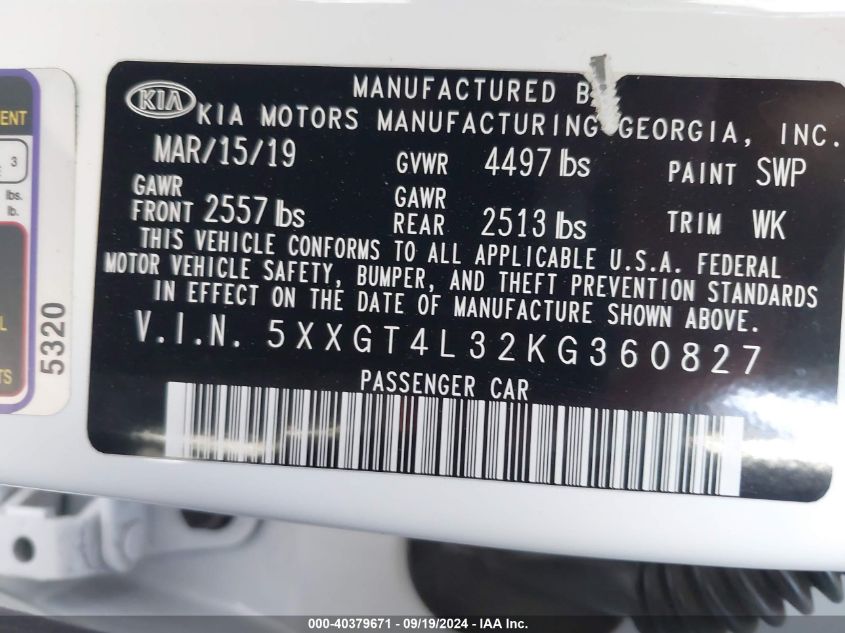 MANUFACTURED B
KIA KIA MOTORS MANUFACTURING GEORGIA, INC.
MAR/15/19 GVWR 4497 lbs PAINT SWP
GAWR GAWR
FRONT 2557 lbs REAR 2513 lbs TRIM WK
THIS VEHICLE CONFORMS TO ALL APPLICABLE U.S.A. FEDERAL
MOTOR VEHICLE SAFETY, BUMPER, AND THEFT PREVENTION STANDARDS
IN EFFECT ON THE DATE OF MANUFACTURE SHOWN ABOVE.
V.I.N. 5XXGT4L32KG360827
PASSENGER CAR
3
lbs.
lb.
5320
000-40379671 - 09/19/2024 - IAA Inc.